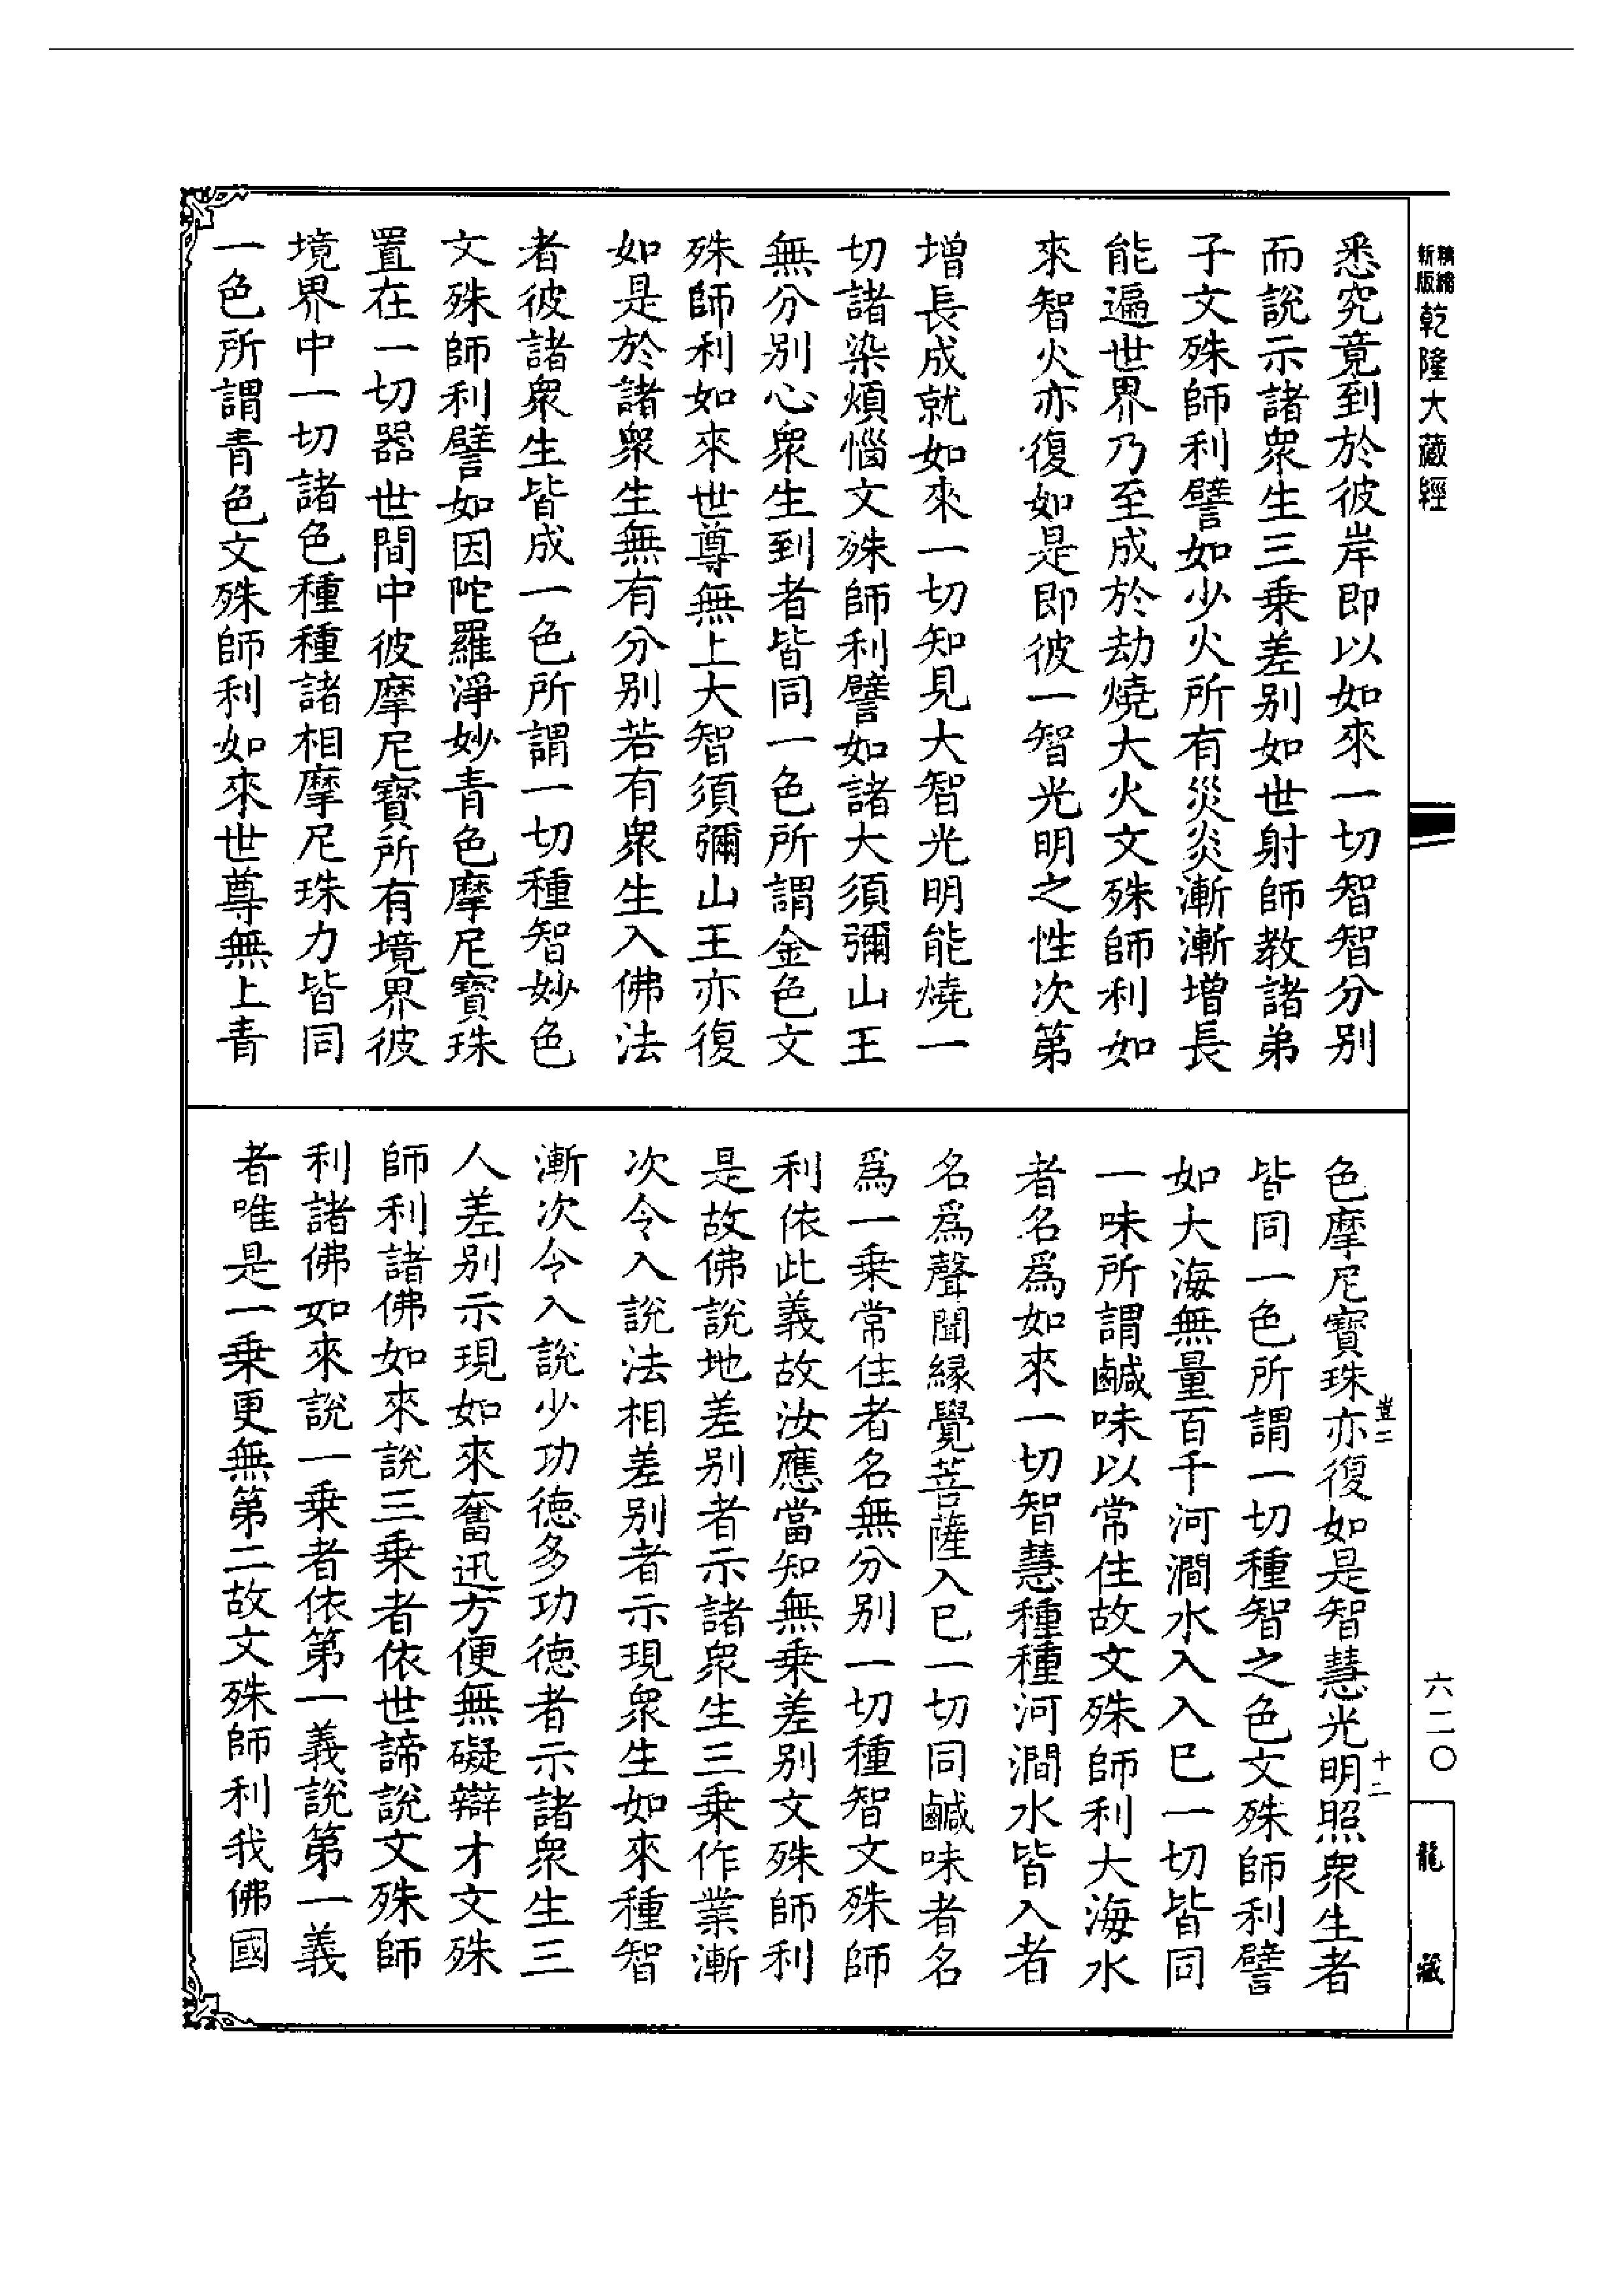 精縮新版乾隆大藏經
悉究竟到於彼岸即以如來一切智智分別
而說示諸衆生三乘差別如世射師教諸弟
子文殊師利譬如少火所有災炎漸漸增長
能遍世界乃至成於劫燒大火文殊師利如
來智火亦復如是即彼一智光明之性次第
增長成就如來一切知見大智光明能燒一
切諸染煩惱文殊師利譬如諸大須彌山王
無分別心衆生到者皆同一色所謂金色文
殊師利如來世尊無上大智須彌山王亦復
如是於諸衆生無有分別若有衆生入佛法
者彼諸衆生皆成一色所謂一切種智妙色
文殊師利譬如因陀羅淨妙青色摩尼寶珠
置在一切器世間中彼摩尼寶所有境界彼
境界中一切諸色種種諸相摩尼珠力皆同
一色所謂青色文殊師利如來世尊無上青
色摩尼寶珠亦復如是智慧光明照衆生者
皆同一色所謂一切種智之色文殊師利譬
如大海無量百千河澗水入入已一切皆同
一味所謂鹹味以常住故文殊師利大海水
者名爲如來一切智智慧種種河澗水皆入者
名爲聲聞緣覺菩薩入已一切同鹹味者名
爲一乘常住者名無分別一切種智文殊師
利依此義故汝應當知無乘差別文殊師利
是故佛說地差別者示諸衆生三乘作業漸
次令入說法相差別者示現衆生如來種智
漸次令入說少功德多功德者示諸衆生三
人差別示現如來奮迅方便無礙辯才文殊
師利諸佛如來說三乘者依世諦說文殊師
利諸佛如來說一乘者依第一義說第一義
者唯是一乘更無第二故文殊師利我佛國
豈二
十二
六二〇
龍藏